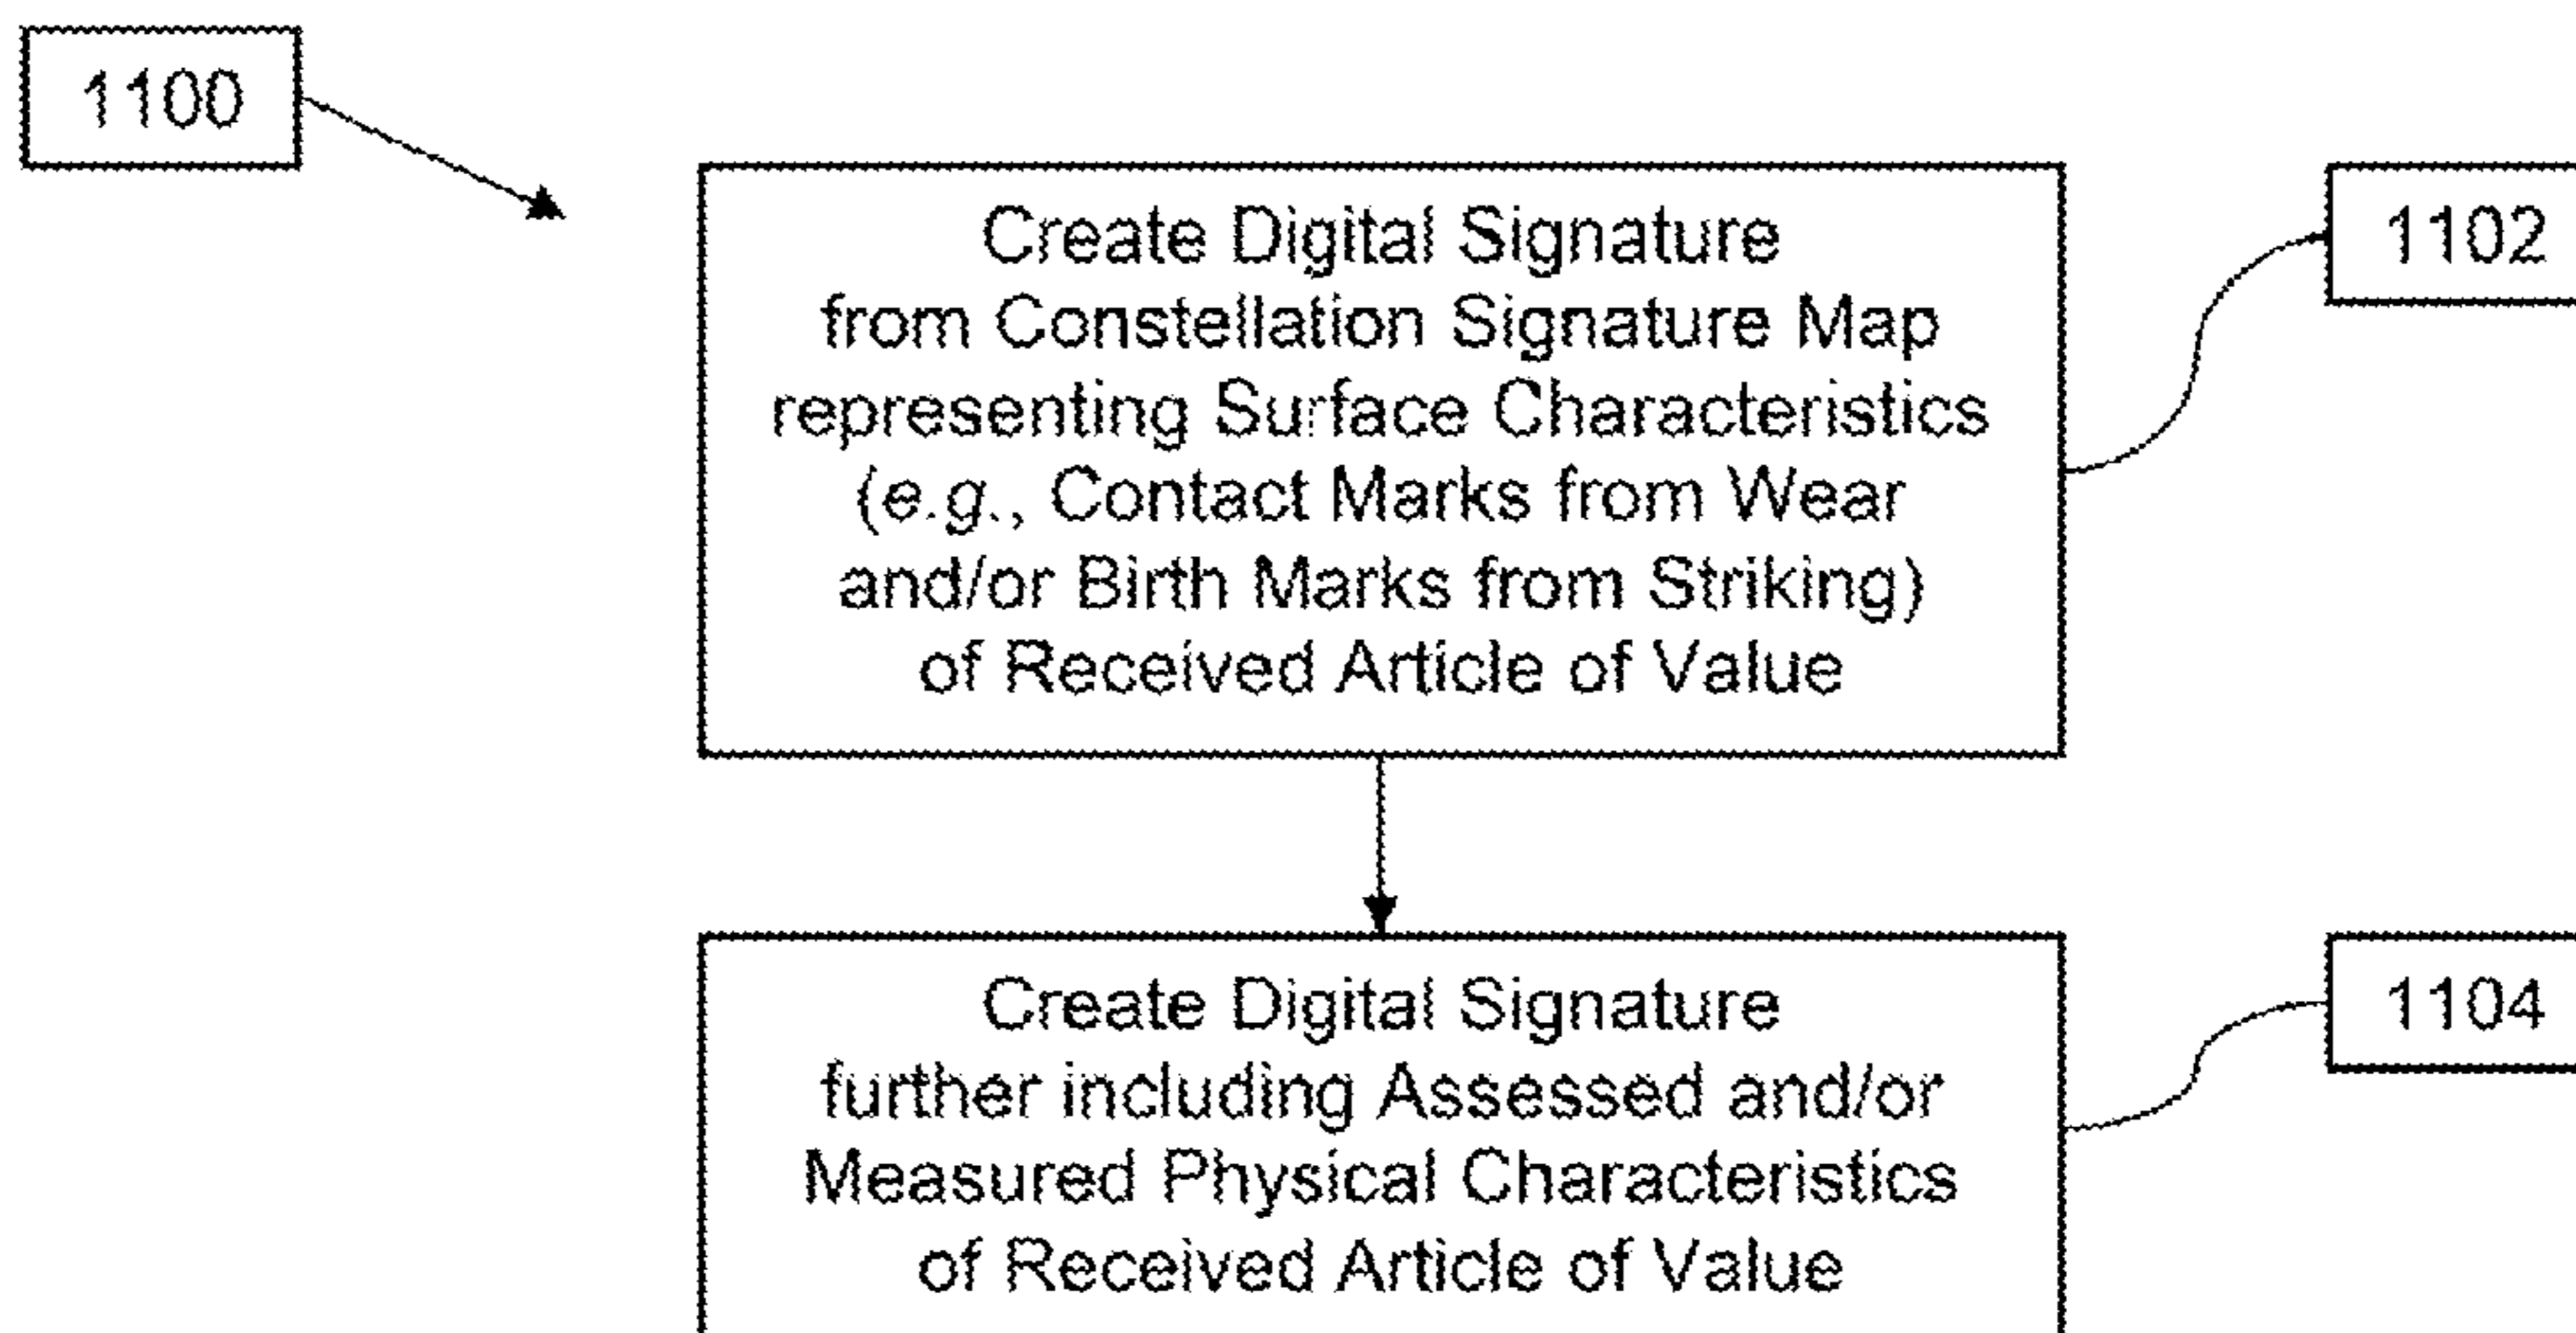 1100
Create Digital Signature
from Constellation Signature Map
representing Surface Characteristics
(e.g., Contact Marks from Wear
and/or Birth Marks from Striking)
of Received Article of Value
1102
Create Digital Signature
further including Assessed and/or
Measured Physical Characteristics
of Received Article of Value
1104